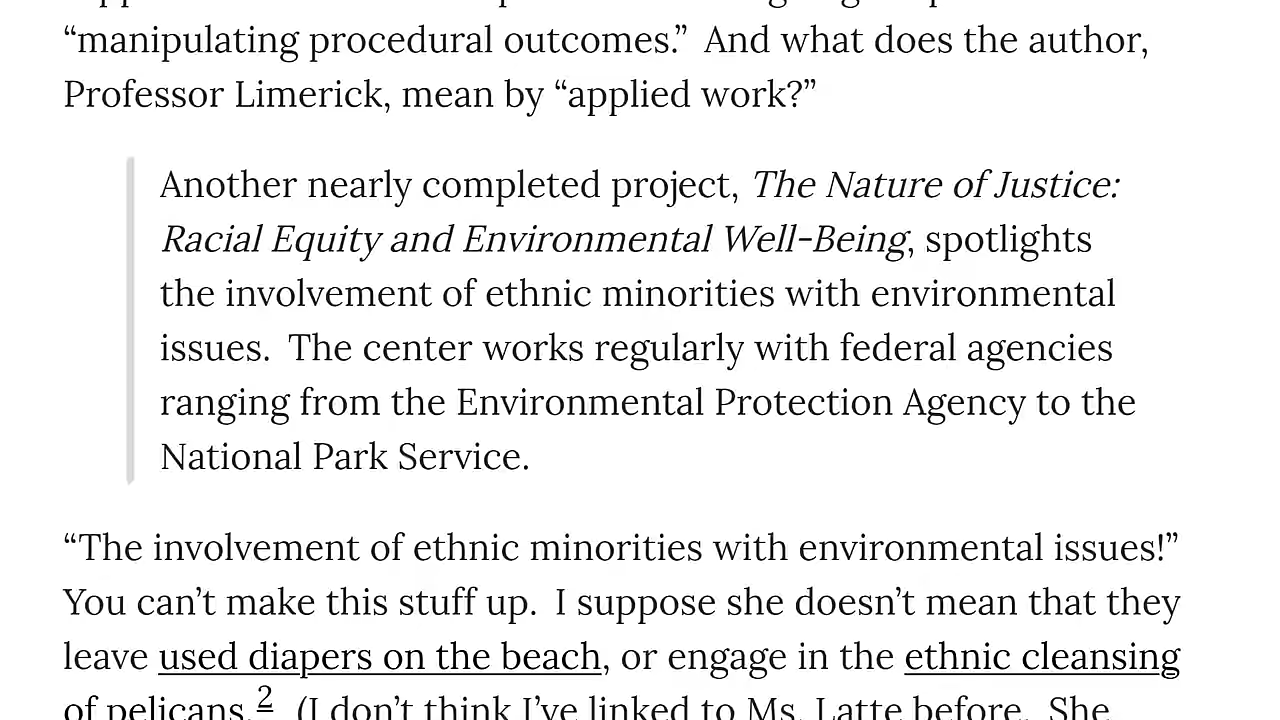 “manipulating procedural outcomes.”  And what does the author,
Professor Limerick, mean by “applied work?”
Another nearly completed project, The Nature of Justice:
Racial Equity and Environmental Well-Being, spotlights
the involvement of ethnic minorities with environmental
issues.  The center works regularly with federal agencies
ranging from the Environmental Protection Agency to the
National Park Service.
“The involvement of ethnic minorities with environmental issues!”
You can’t make this stuff up.  I suppose she doesn’t mean that they
leave used diapers on the beach, or engage in the ethnic cleansing
of pelicans.2  (I don’t think I’ve linked to Ms. Latte before.  She